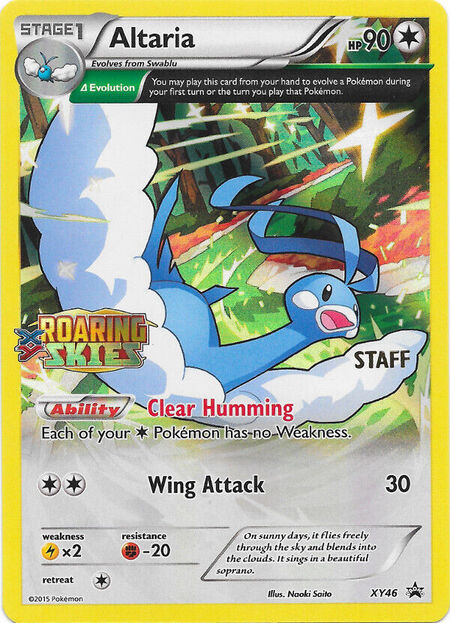 STAGE1
Altaria
HP 90
Evolves from Swablu
Δ Evolution
You may play this card from your hand to evolve a Pokémon during
your first turn or the turn you play that Pokémon.
XY ROARING
SKIES
STAFF
Ability Clear Humming
Each of your Pokémon has no Weakness.
Wing Attack 30
weakness
×2
resistance
-20
On sunny days, it flies freely
through the sky and blends into
the clouds. It sings in a beautiful
soprano.
retreat
©2015 Pokémon
Illus. Naoki Saito
XY46